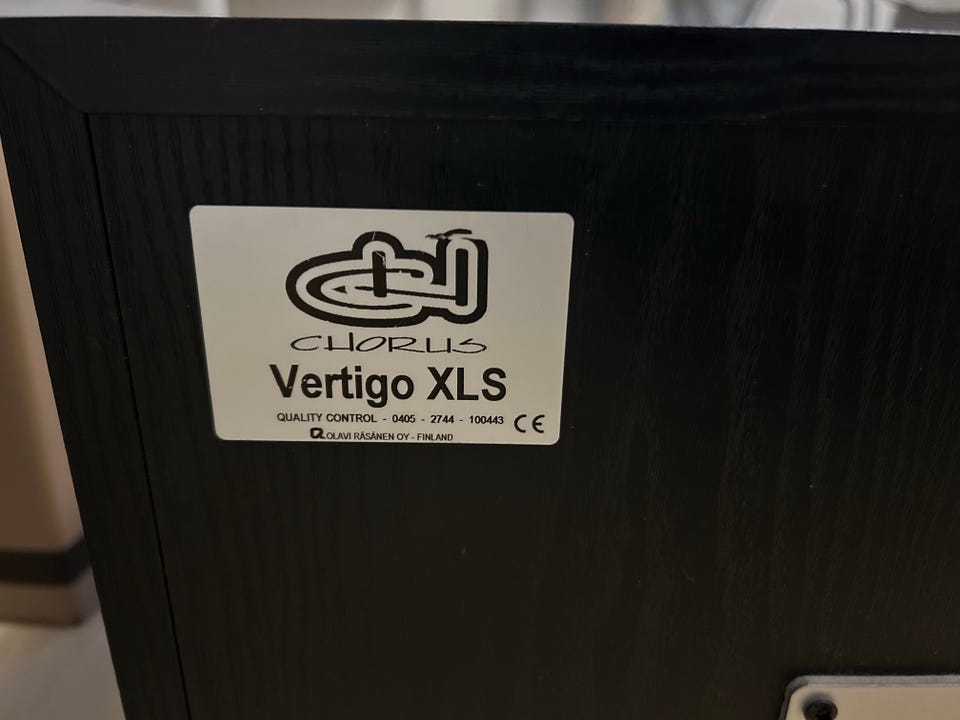 CHORUS
Vertigo XLS
QUALITY CONTROL - 0405 - 2744 - 100443 CE
OLAVI RÄSÄNEN OY - FINLAND